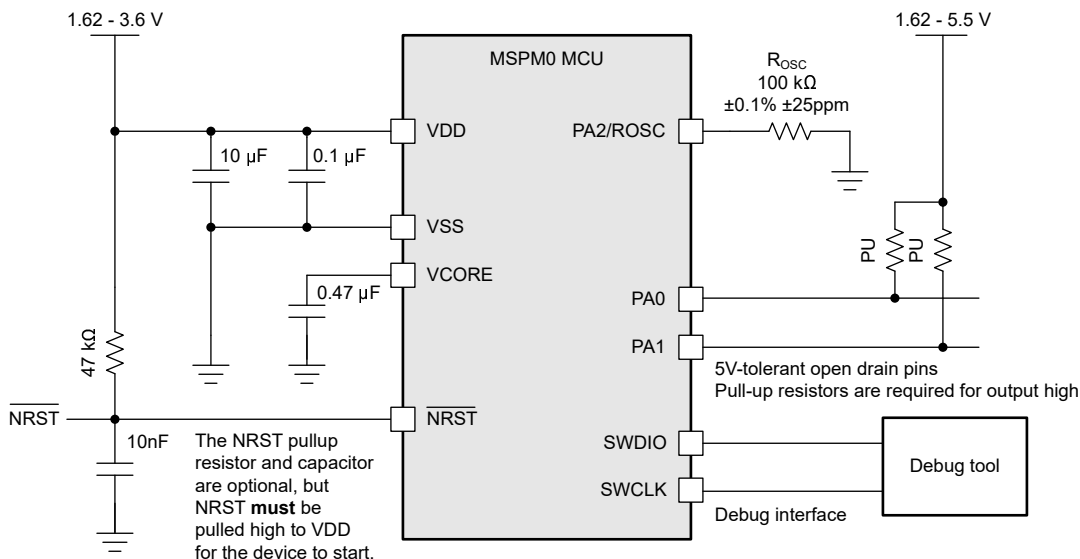 1.62 - 3.6 V
1.62 - 5.5 V
MSPM0 MCU
ROSC
100 kΩ
±0.1% ±25ppm
VDD
PA2/ROSC
10 µF
0.1 µF
VSS
PU
PU
VCORE
0.47 µF
PA0
47 kΩ
PA1
5V-tolerant open drain pins
Pull-up resistors are required for output high
NRST
NRST
10nF
The NRST pullup
resistor and capacitor
are optional, but
NRST must be
pulled high to VDD
for the device to start.
SWDIO
SWCLK
Debug tool
Debug interface